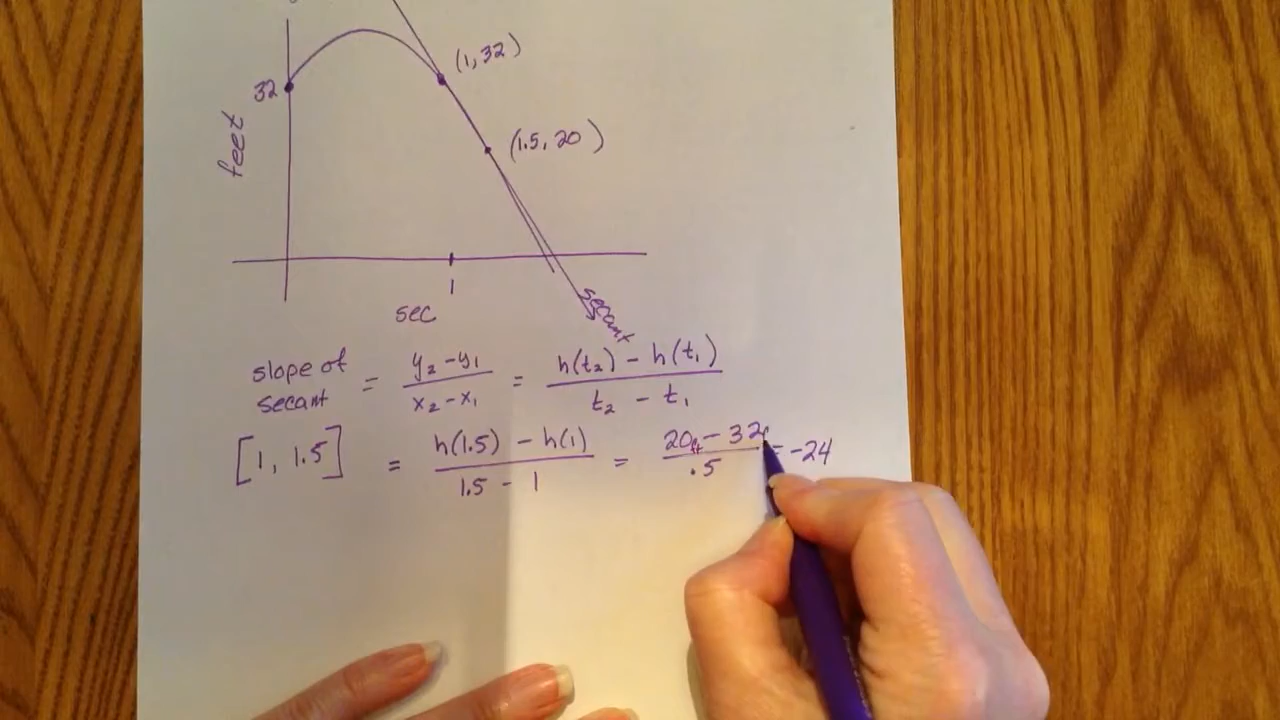 (1, 32)
32
(1.5, 20)
feet
1
sec
secant
slope of secant = y₂ - y₁ / x₂ - x₁ = h(t₂) - h(t₁) / t₂ - t₁
[1, 1.5] = h(1.5) - h(1) / 1.5 - 1 = 20ft - 32 / .5 = -24